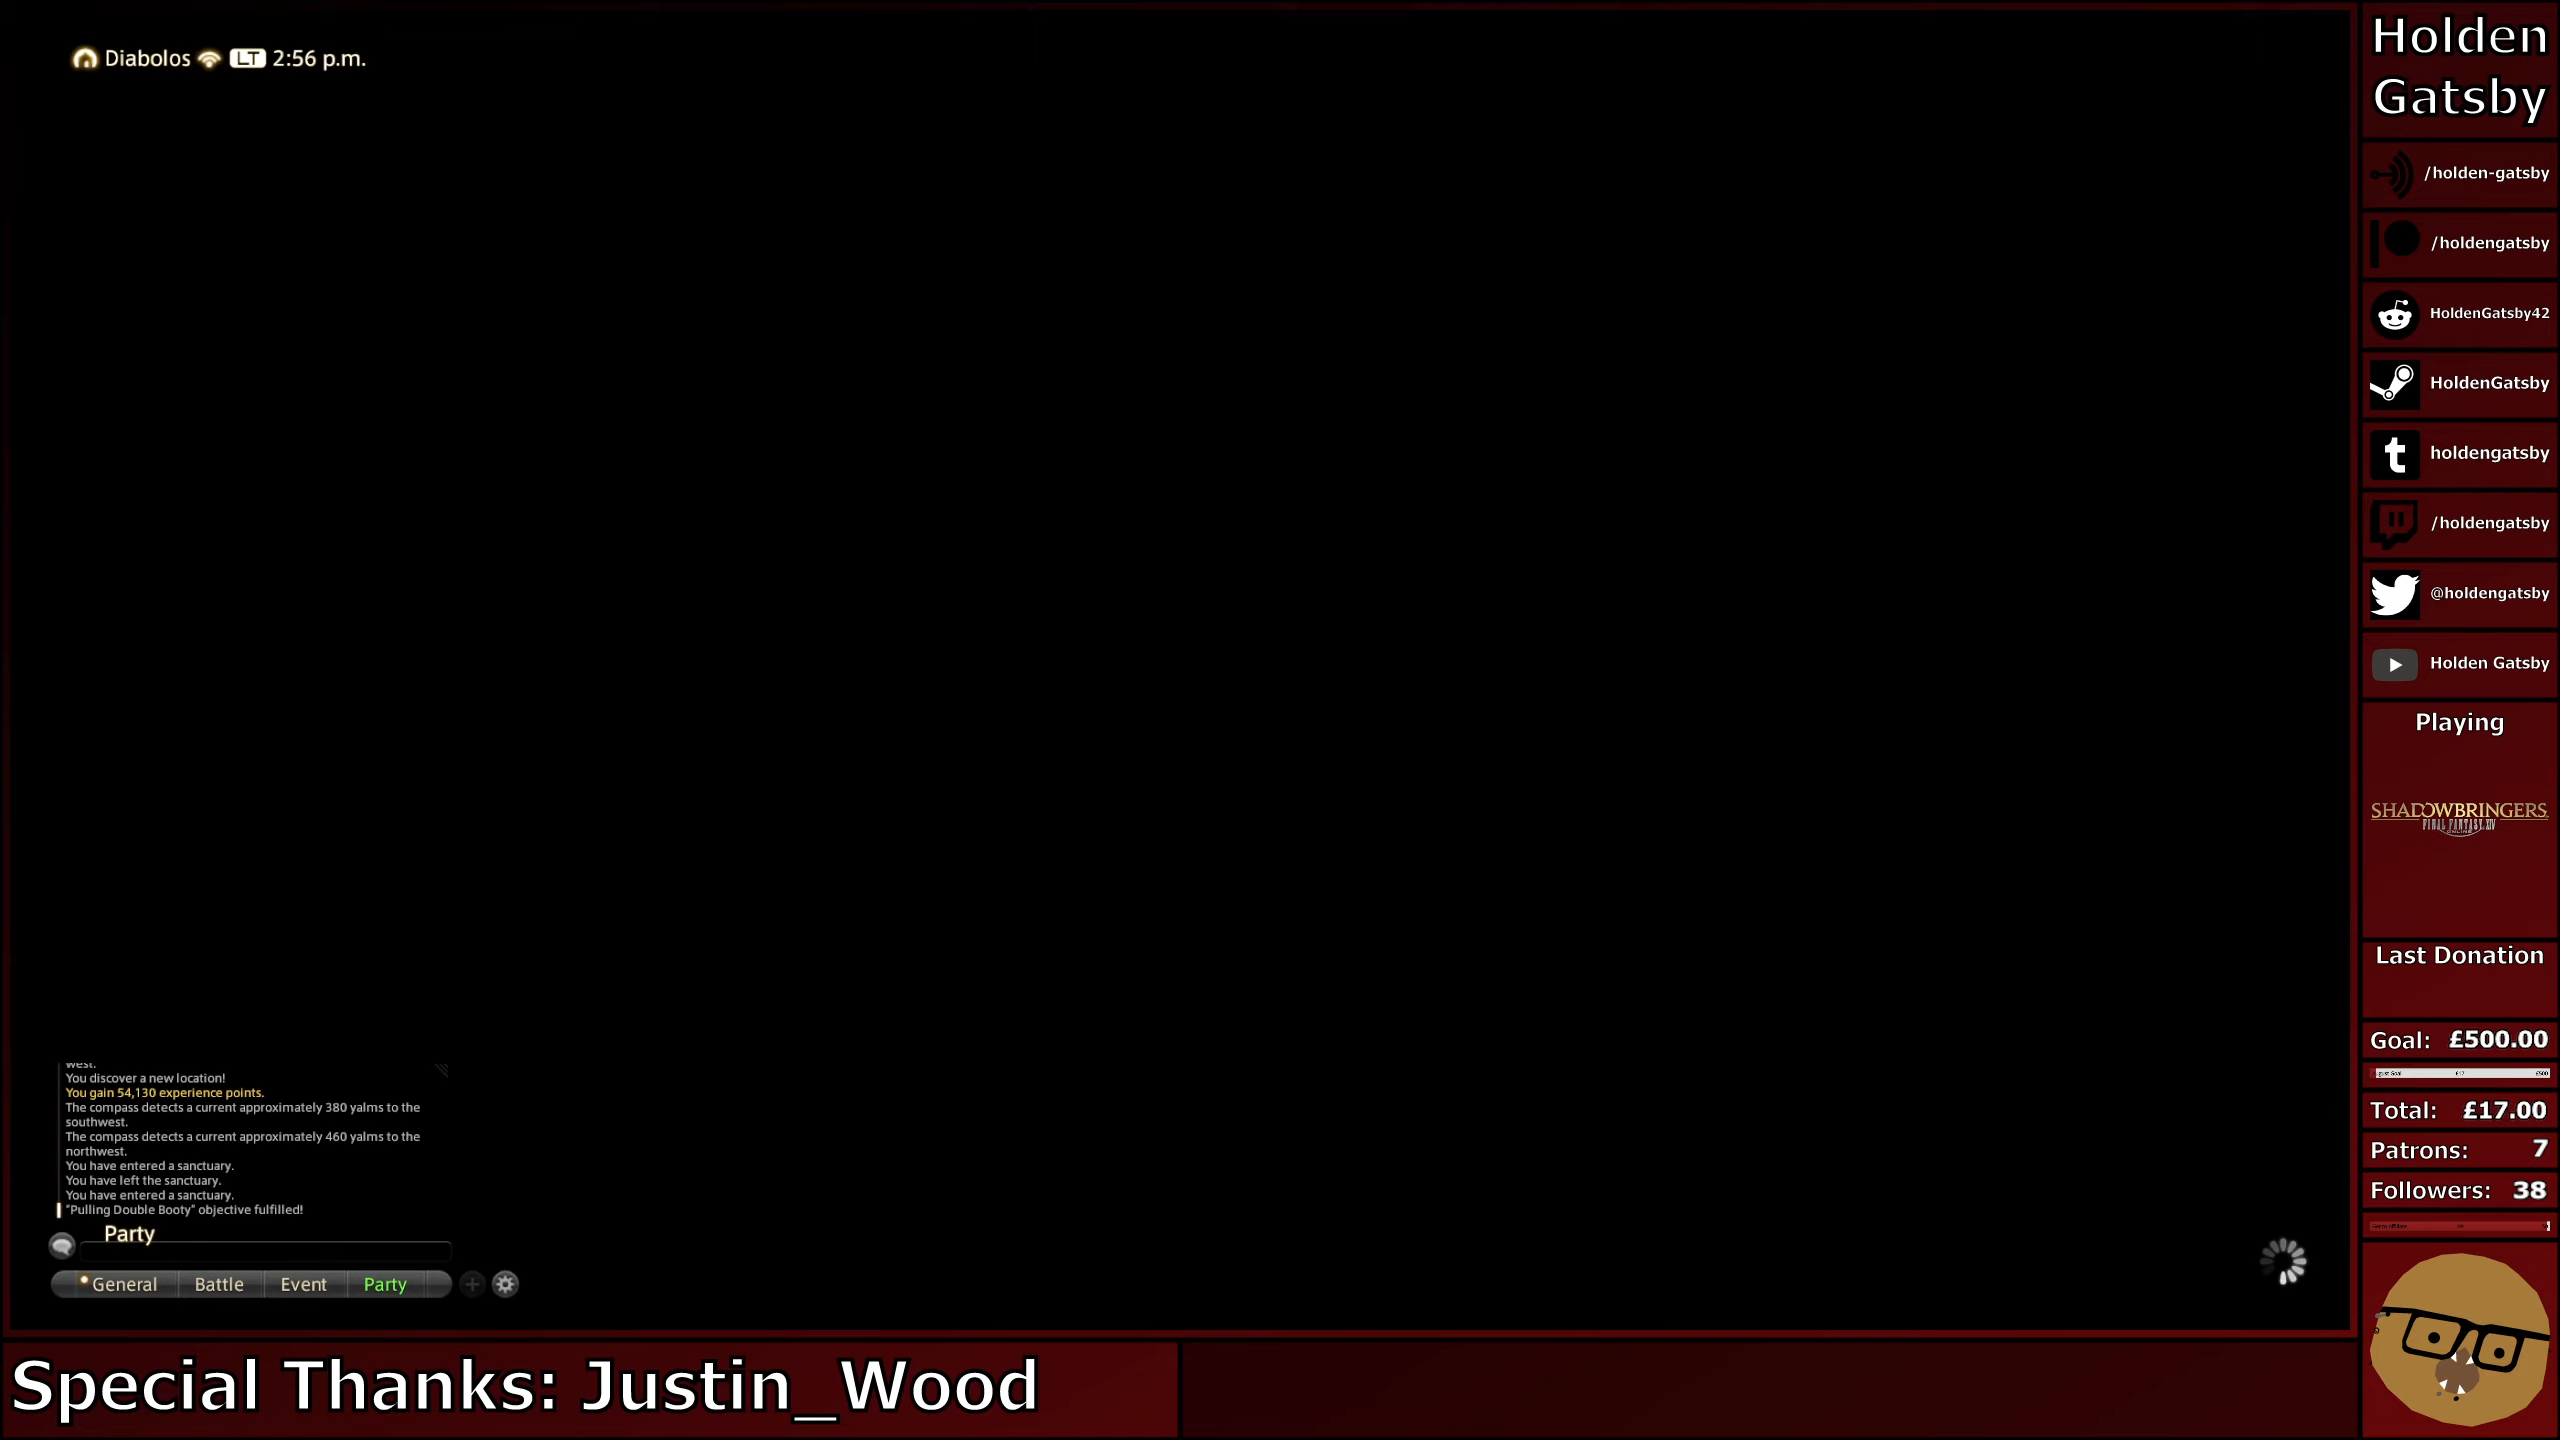 Diabolos LT 2:56 p.m.
west.
You discover a new location!
You gain 54,130 experience points.
The compass detects a current approximately 380 yalms to the
southwest.
The compass detects a current approximately 460 yalms to the
northwest.
You have entered a sanctuary.
You have left the sanctuary.
You have entered a sanctuary.
"Pulling Double Booty" objective fulfilled!
Party
General Battle Event Party
Special Thanks: Justin_Wood
Holden
Gatsby
/holden-gatsby
/holdengatsby
HoldenGatsby42
HoldenGatsby
holdengatsby
/holdengatsby
@holdengatsby
Holden Gatsby
Playing
SHADOWBRINGERS
FINAL FANTASY XIV
ONLINE
Last Donation
Goal: £500.00
£17 £500
Total: £17.00
Patrons: 7
Followers: 38